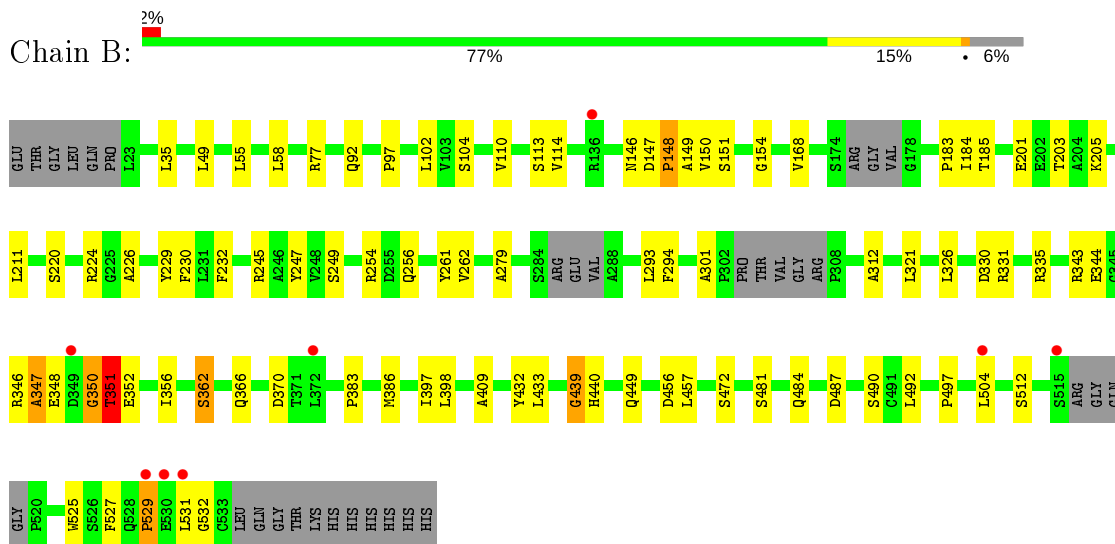 2%
Chain B:
77% 15% • 6%
GLU THR GLY LEU GLN PRO L23 L35 L49 L55 L58 R77 Q92 P97 L102 V103 S104 V110 S113 V114 R136 N146 D147 P148 A149 V150 S151 G154 V168 S174 ARG GLY VAL G178 P183 I184 T185 E201 E202 T203 A204 K205
L211 S220 R224 G225 A226 Y229 F230 L231 F232 R245 A246 Y247 V248 S249 R254 D255 Q256 Y261 V262 A279 S284 ARG GLU VAL A288 L293 F294 A301 P302 PRO THR VAL GLY ARG P308 A312 L321 L326 D330 R331 R335 R343 E344 G345
R346 A347 E348 D349 G350 T351 E352 I356 S362 Q366 D370 T371 L372 P383 M386 I397 L398 A409 Y432 L433 G439 H440 Q449 D456 L457 S472 S481 Q484 D487 S490 C491 L492 P497 L504 S512 S515 ARG GLY GLN
GLY P520 W525 S526 F527 Q528 P529 E530 L531 G532 C533 LEU GLN GLY THR LYS HIS HIS HIS HIS HIS HIS